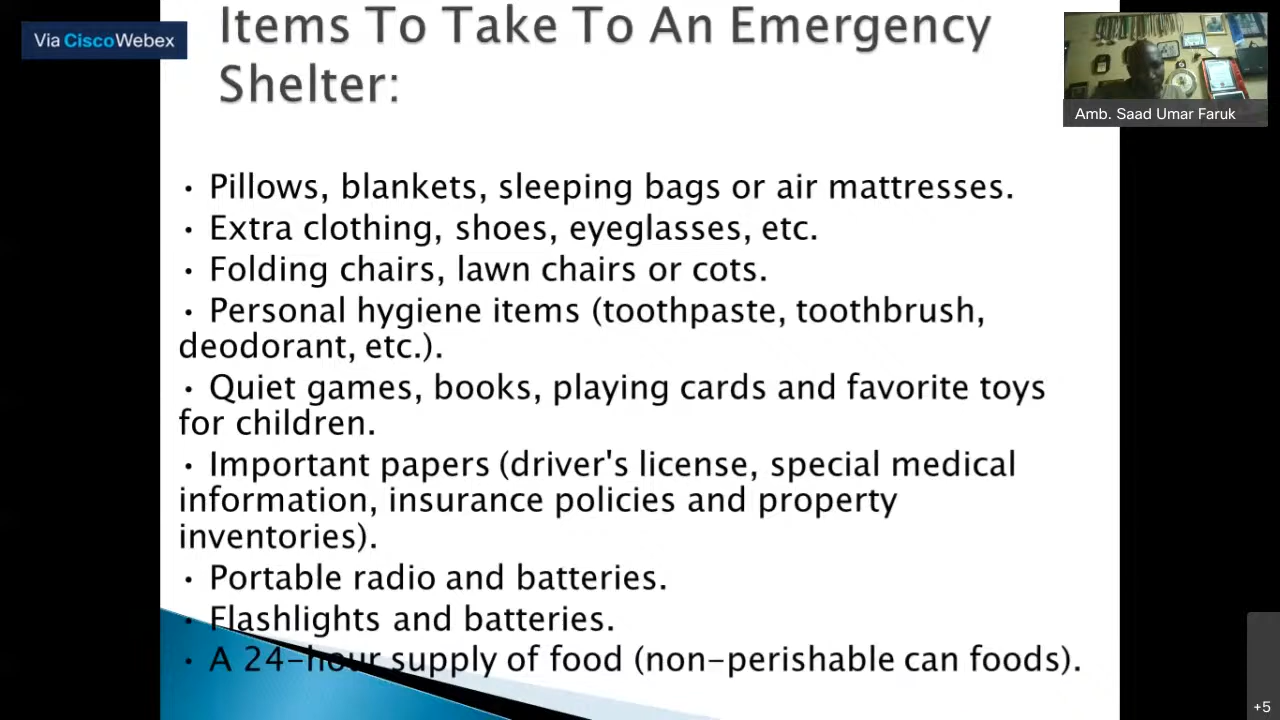 Via CiscoWebex
Items To Take To An Emergency
Shelter:
Amb. Saad Umar Faruk
• Pillows, blankets, sleeping bags or air mattresses.
• Extra clothing, shoes, eyeglasses, etc.
• Folding chairs, lawn chairs or cots.
• Personal hygiene items (toothpaste, toothbrush,
deodorant, etc.).
• Quiet games, books, playing cards and favorite toys
for children.
• Important papers (driver's license, special medical
information, insurance policies and property
inventories).
• Portable radio and batteries.
• Flashlights and batteries.
• A 24-hour supply of food (non-perishable can foods).
+5